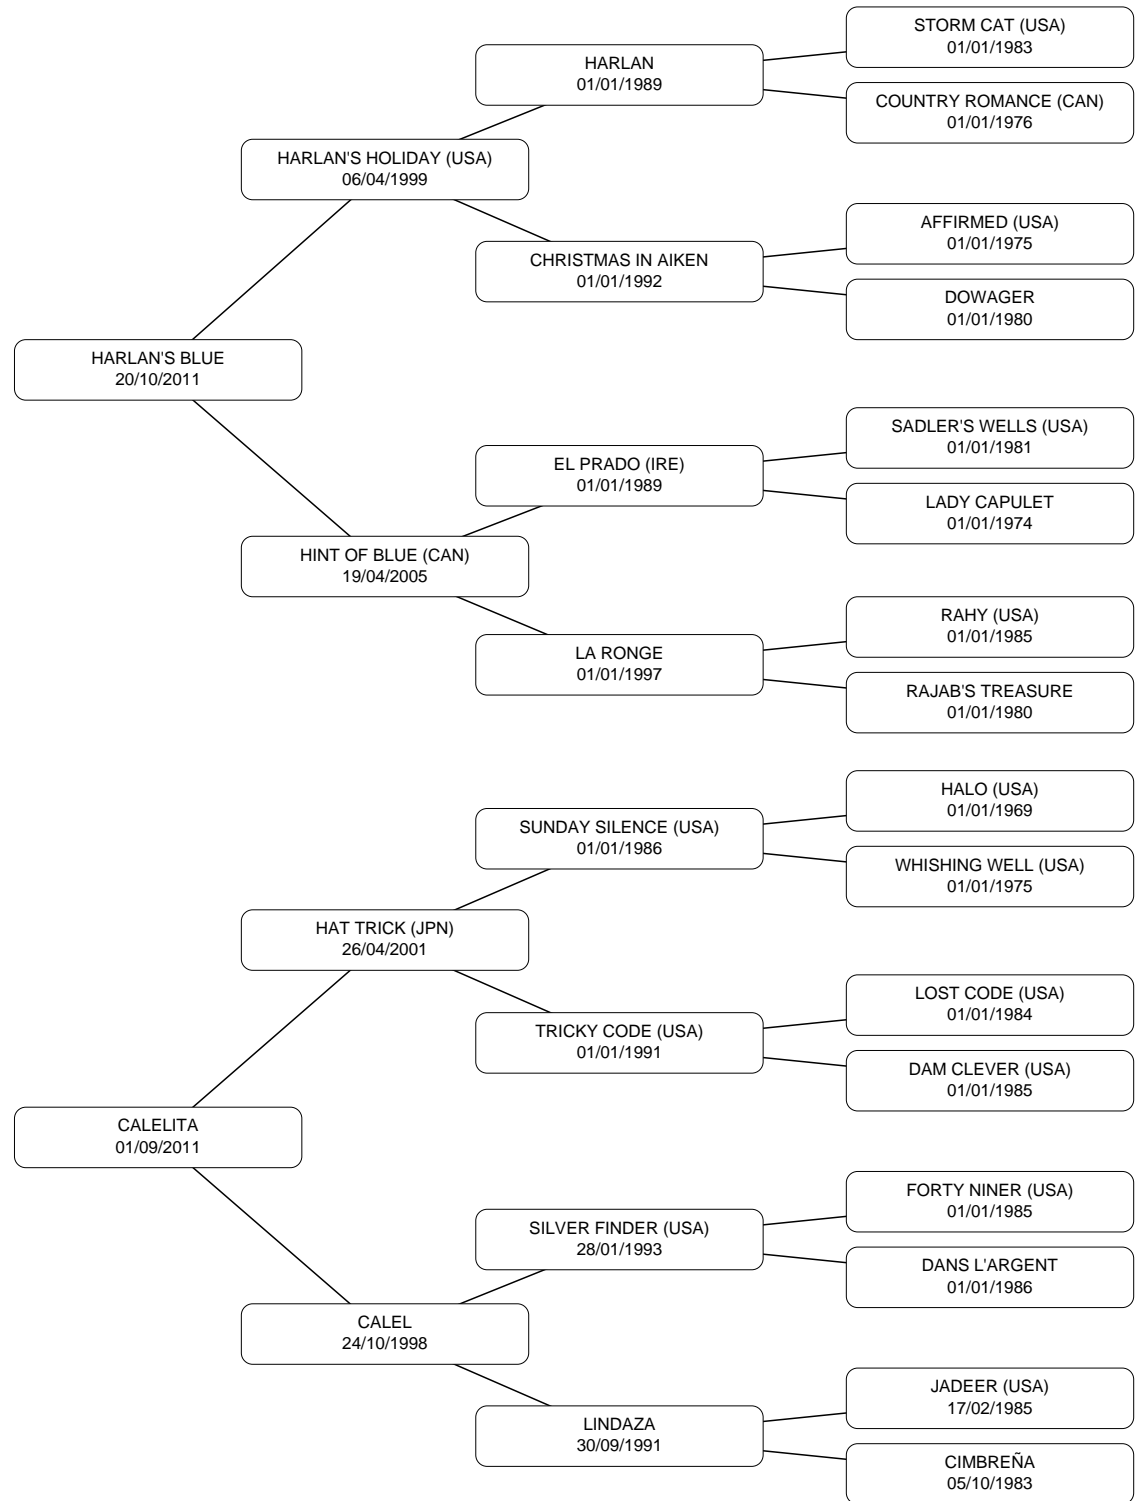 STORM CAT (USA)
01/01/1983
HARLAN
01/01/1989
COUNTRY ROMANCE (CAN)
01/01/1976
HARLAN'S HOLIDAY (USA)
06/04/1999
AFFIRMED (USA)
01/01/1975
CHRISTMAS IN AIKEN
01/01/1992
DOWAGER
01/01/1980
HARLAN'S BLUE
20/10/2011
SADLER'S WELLS (USA)
01/01/1981
EL PRADO (IRE)
01/01/1989
LADY CAPULET
01/01/1974
HINT OF BLUE (CAN)
19/04/2005
RAHY (USA)
01/01/1985
LA RONGE
01/01/1997
RAJAB'S TREASURE
01/01/1980
HALO (USA)
01/01/1969
SUNDAY SILENCE (USA)
01/01/1986
WHISHING WELL (USA)
01/01/1975
HAT TRICK (JPN)
26/04/2001
LOST CODE (USA)
01/01/1984
TRICKY CODE (USA)
01/01/1991
DAM CLEVER (USA)
01/01/1985
CALELITA
01/09/2011
FORTY NINER (USA)
01/01/1985
SILVER FINDER (USA)
28/01/1993
DANS L'ARGENT
01/01/1986
CALEL
24/10/1998
JADEER (USA)
17/02/1985
LINDAZA
30/09/1991
CIMBREÑA
05/10/1983